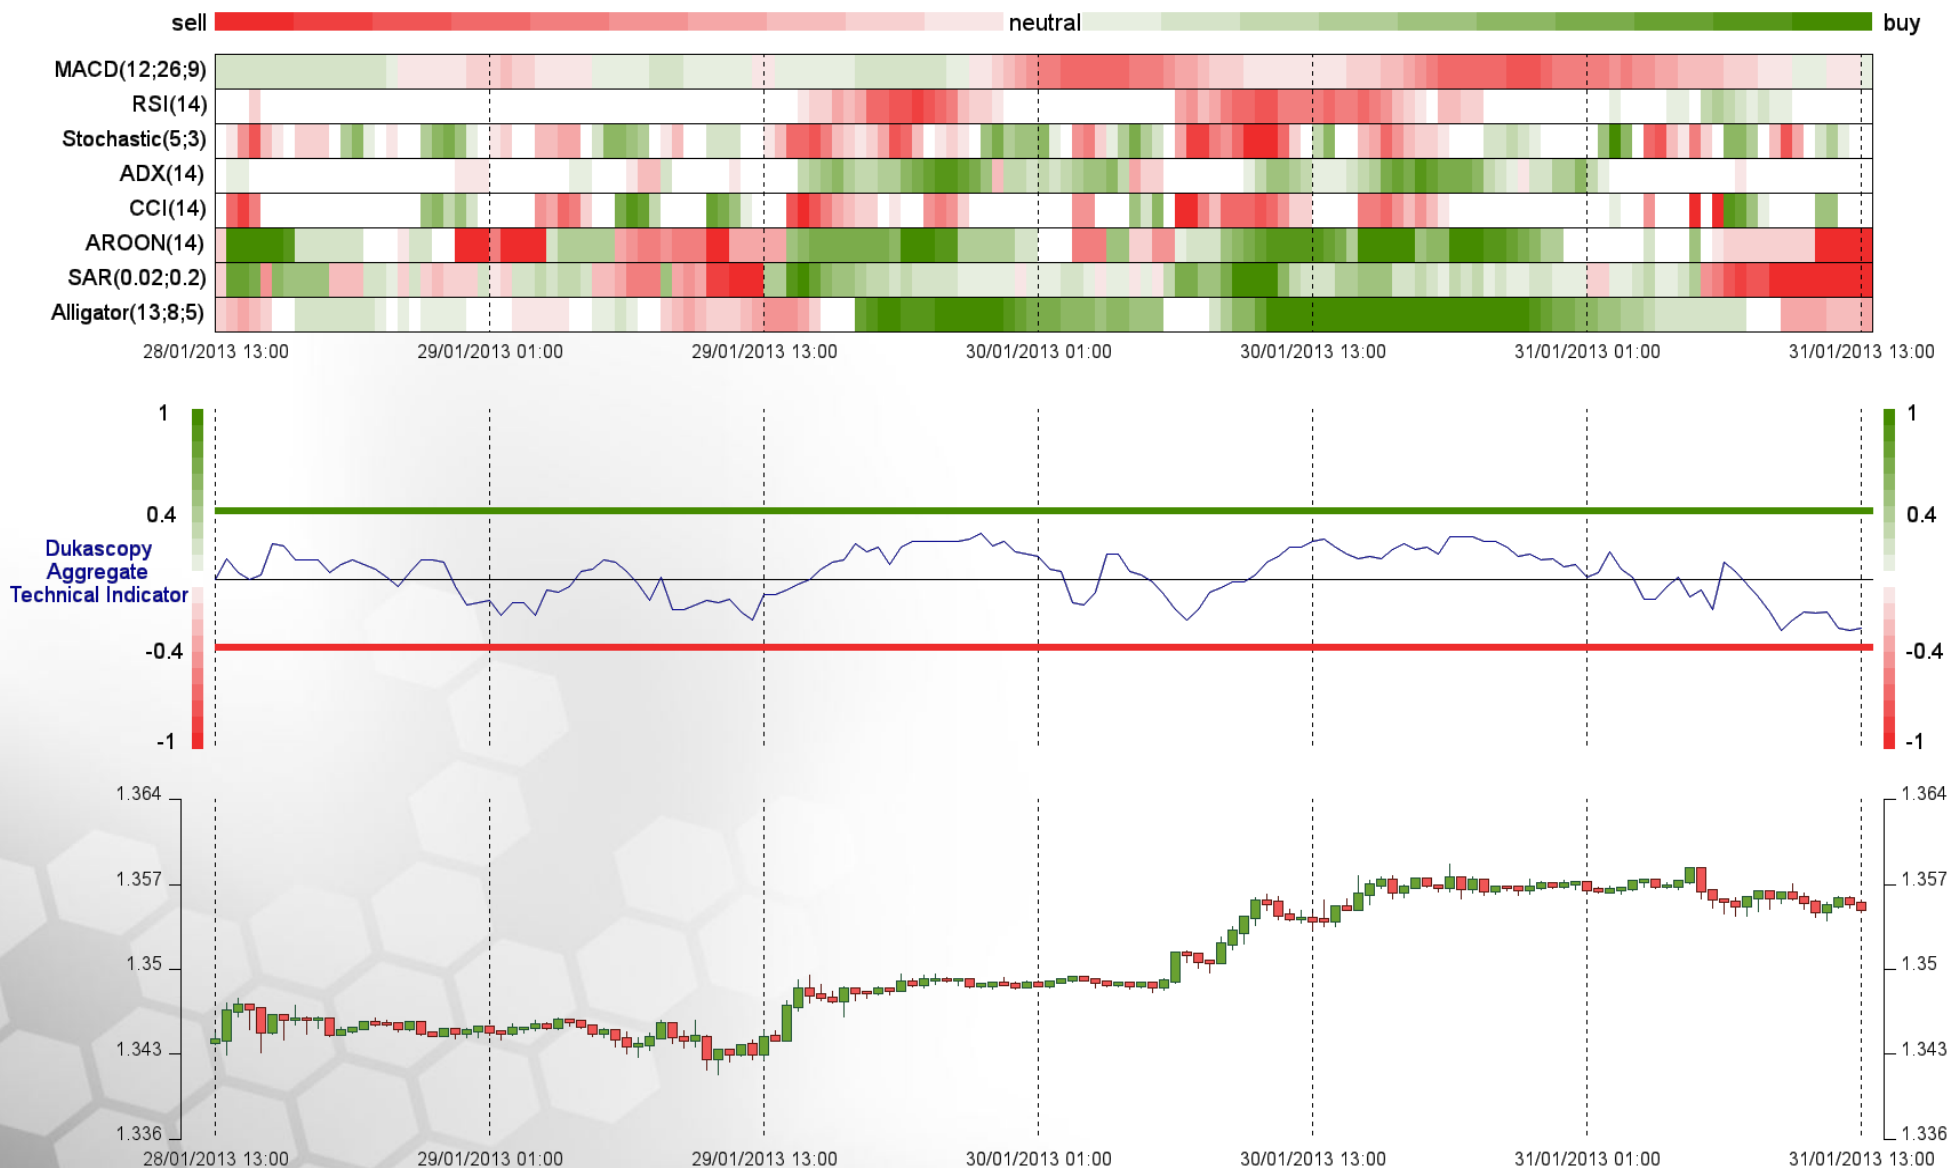 sell neutral buy
MACD(12;26;9)
RSI(14)
Stochastic(5;3)
ADX(14)
CCI(14)
AROON(14)
SAR(0.02;0.2)
Alligator(13;8;5)
28/01/2013 13:00 29/01/2013 01:00 29/01/2013 13:00 30/01/2013 01:00 30/01/2013 13:00 31/01/2013 01:00 31/01/2013 13:00
1 1
0.4 0.4
Dukascopy
Aggregate
Technical Indicator
-0.4 -0.4
-1 -1
1.364 1.364
1.357 1.357
1.35 1.35
1.343 1.343
1.336 1.336
28/01/2013 13:00 29/01/2013 01:00 29/01/2013 13:00 30/01/2013 01:00 30/01/2013 13:00 31/01/2013 01:00 31/01/2013 13:00